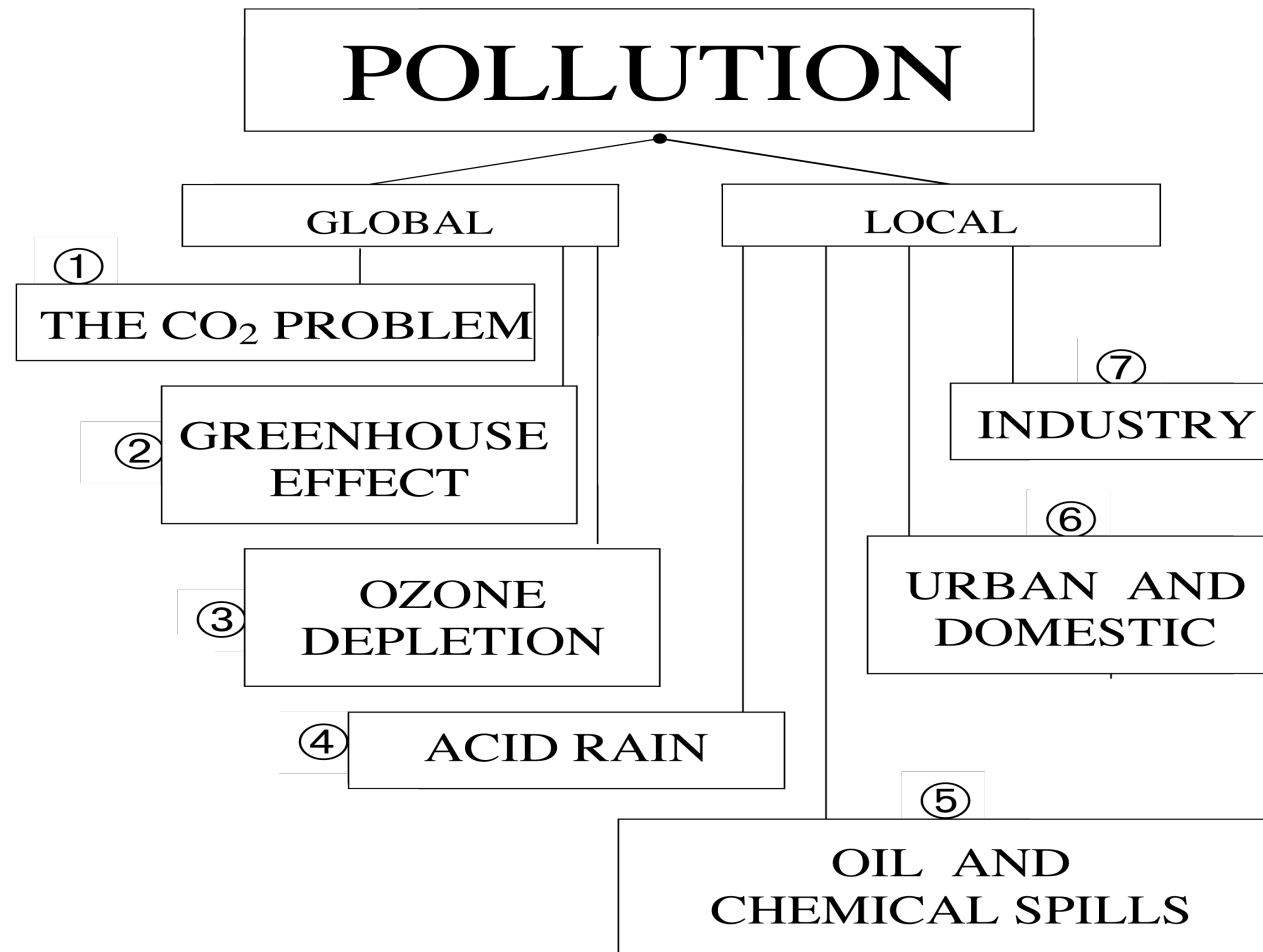 POLLUTION
GLOBAL
LOCAL
①
THE CO₂ PROBLEM
②
GREENHOUSE
EFFECT
③
OZONE
DEPLETION
④
ACID RAIN
⑦
INDUSTRY
⑥
URBAN AND
DOMESTIC
⑤
OIL AND
CHEMICAL SPILLS